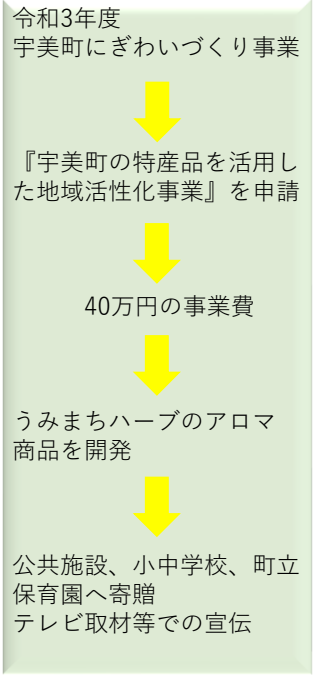 令和3年度
宇美町にぎわいづくり事業
『宇美町の特産品を活用し
た地域活性化事業』を申請
40万円の事業費
うみまちハーブのアロマ
商品を開発
公共施設、小中学校、町立
保育園へ寄贈
テレビ取材等での宣伝